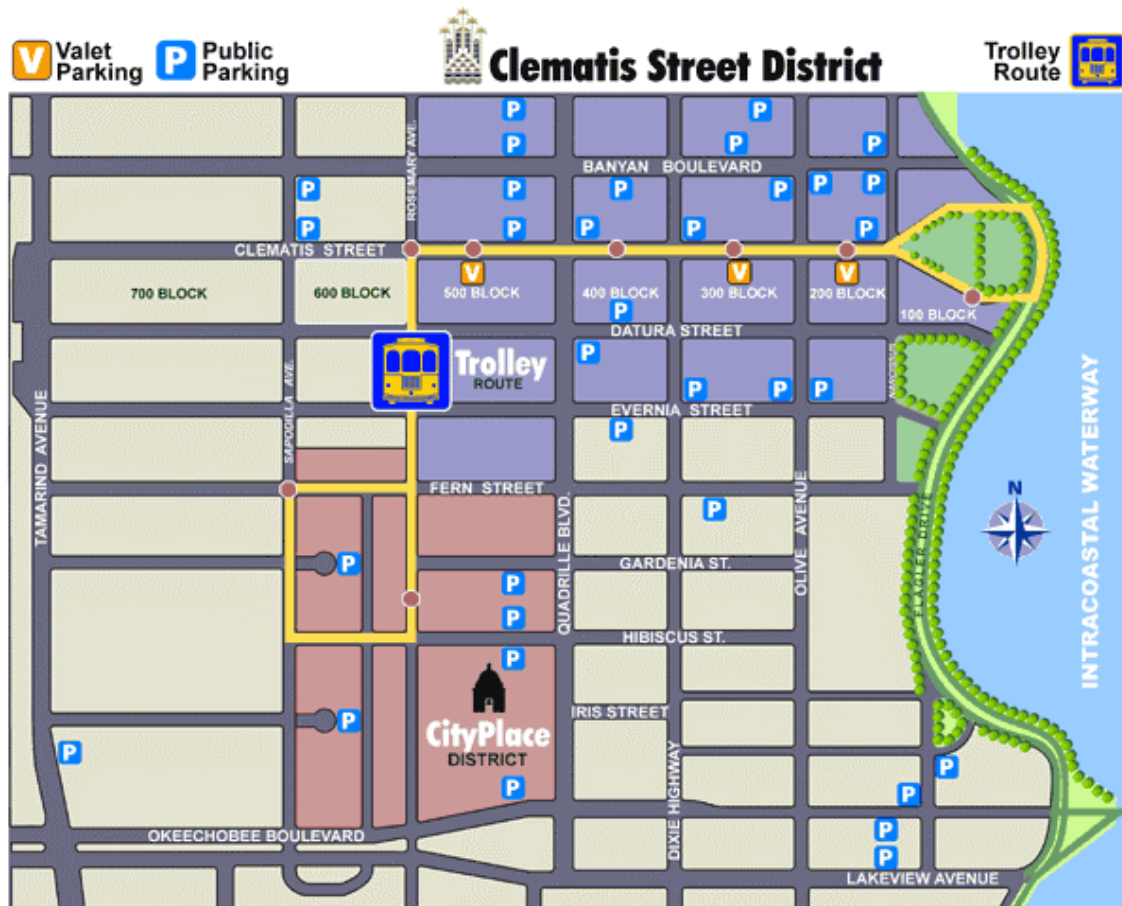 V Valet
Parking
P Public
Parking
Clematis Street District
Trolley
Route
ROSEMARY AVE.
BANYAN BOULEVARD
CLEMATIS STREET
700 BLOCK
600 BLOCK
500 BLOCK
400 BLOCK
300 BLOCK
200 BLOCK
100 BLOCK
DATURA STREET
Trolley
ROUTE
NARCISSUS
EVERNIA STREET
TAMARIND AVENUE
SAPODILLA AVE.
FERN STREET
QUADRILLE BLVD.
OLIVE AVENUE
FLAGLER DRIVE
N
INTRACOASTAL WATERWAY
GARDENIA ST.
HIBISCUS ST.
IRIS STREET
CityPlace
DISTRICT
DIXIE HIGHWAY
OKEECHOBEE BOULEVARD
LAKEVIEW AVENUE